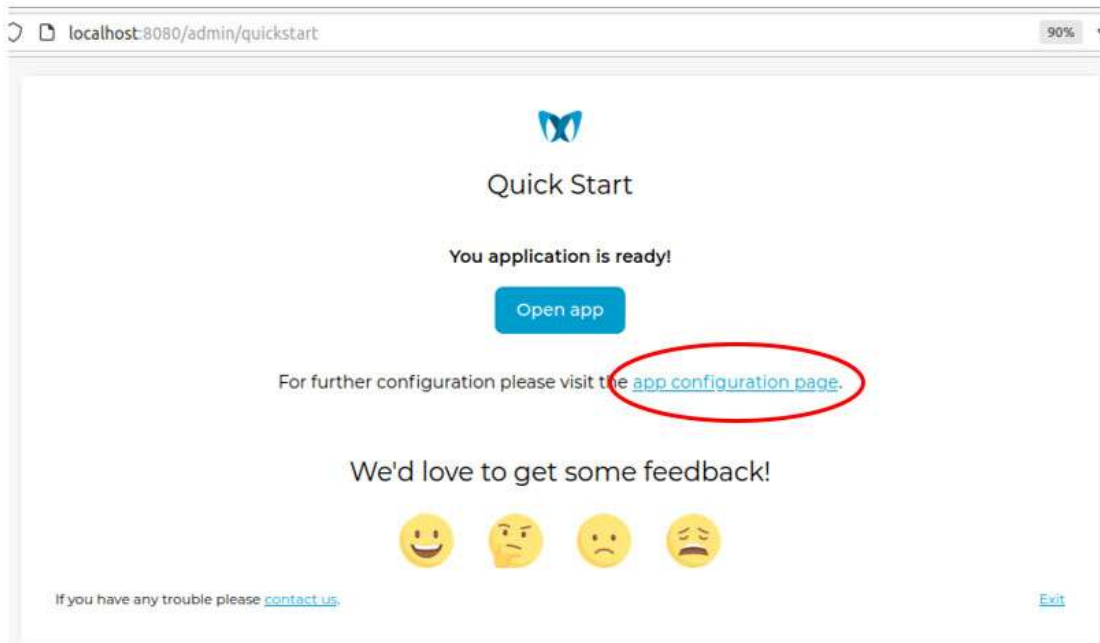 localhost:8080/admin/quickstart
90%
Quick Start
You application is ready!
Open app
For further configuration please visit the app configuration page.
We'd love to get some feedback!
If you have any trouble please contact us.
Exit